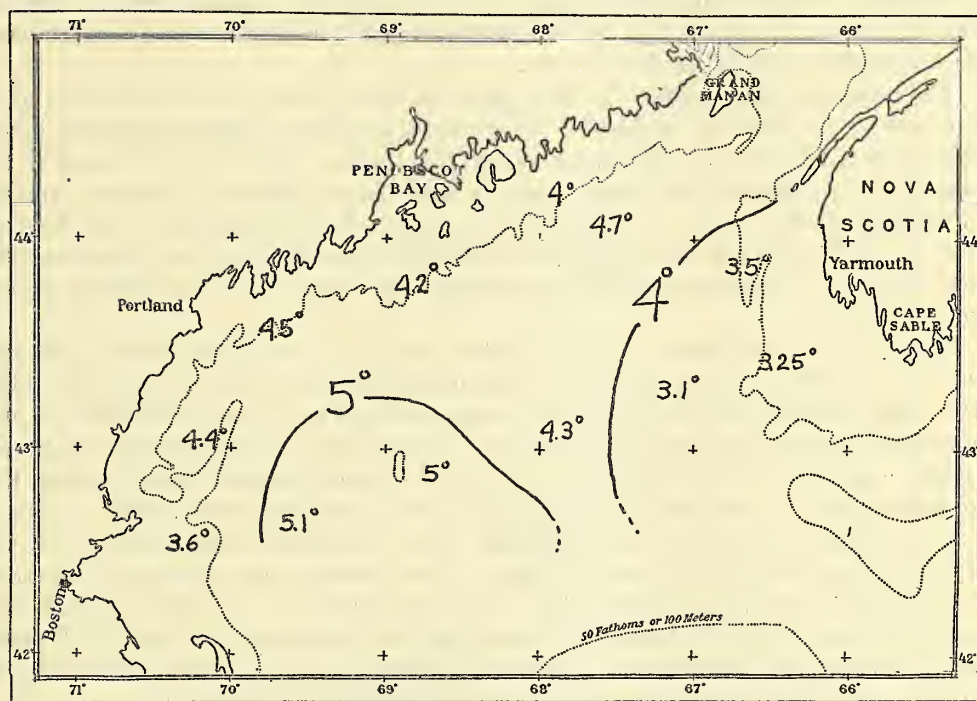 71° 70° 69° 68° 67° 66°
GRAND
MANAN
PENOBSCOT
BAY
4°
NOVA
SCOTIA
4.7°
44° 44°
3.5°
Yarmouth
4.2°
4°
Portland
CAPE
SABLE
4.5°
3.25°
5°
3.1°
4.4°
4.3°
43° 43°
5°
5.1°
3.6°
Boston
50 Fathoms or 100 Meters
42° 42°
71° 70° 69° 68° 67° 66°